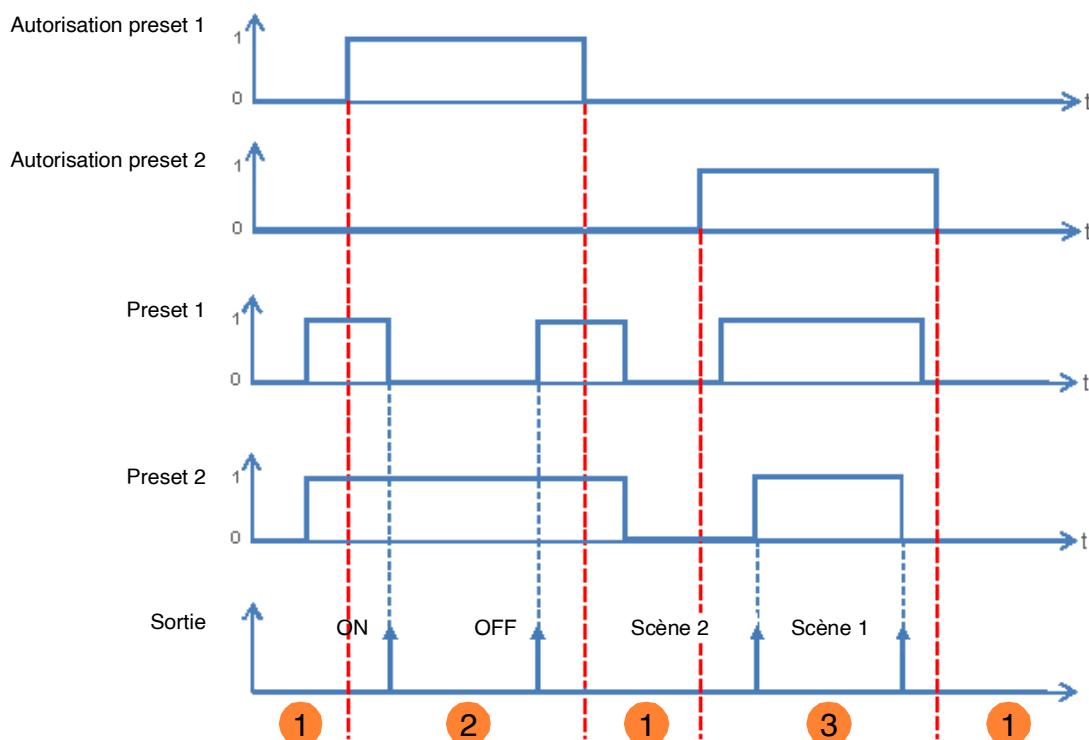 Autorisation preset 1
1
0
t
Autorisation preset 2
1
0
t
Preset 1
1
0
t
Preset 2
1
0
t
Sortie
ON
OFF
Scène 2
Scène 1
1
2
1
3
1